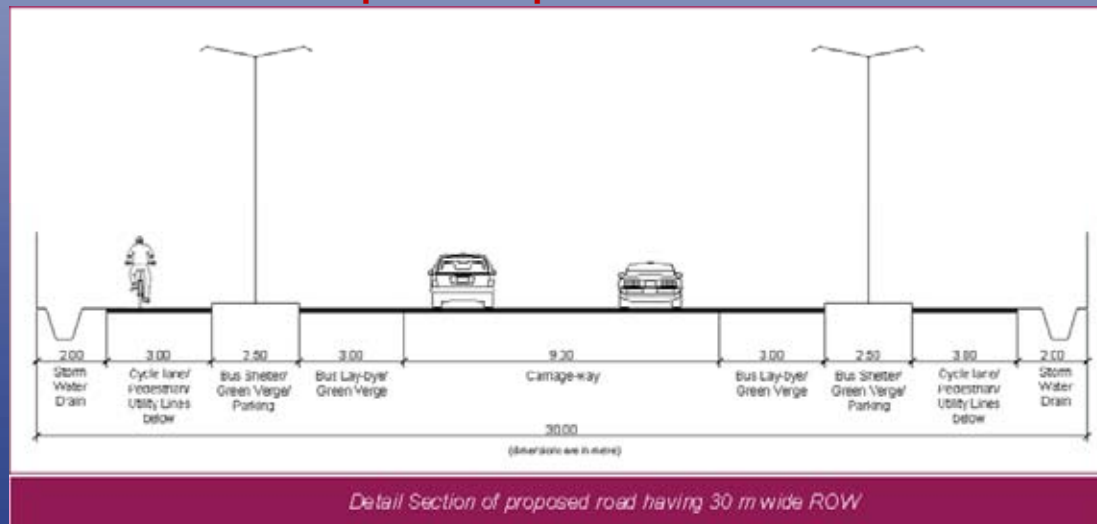 2.00 3.00 2.50 3.00 9.00 3.00 2.50 3.00 2.00
Storm
Water
Drain
Cycle lane/
Pedestrian/
Utility Lines
below
Bus Shelter/
Green Verge/
Parking
Bus Lay-bye/
Green Verge
Carriage-way
Bus Lay-bye/
Green Verge
Bus Shelter/
Green Verge/
Parking
Cycle lane/
Pedestrian/
Utility Lines
below
Storm
Water
Drain
30.00
(dimensions are in metre)
Detail Section of proposed road having 30 m wide ROW